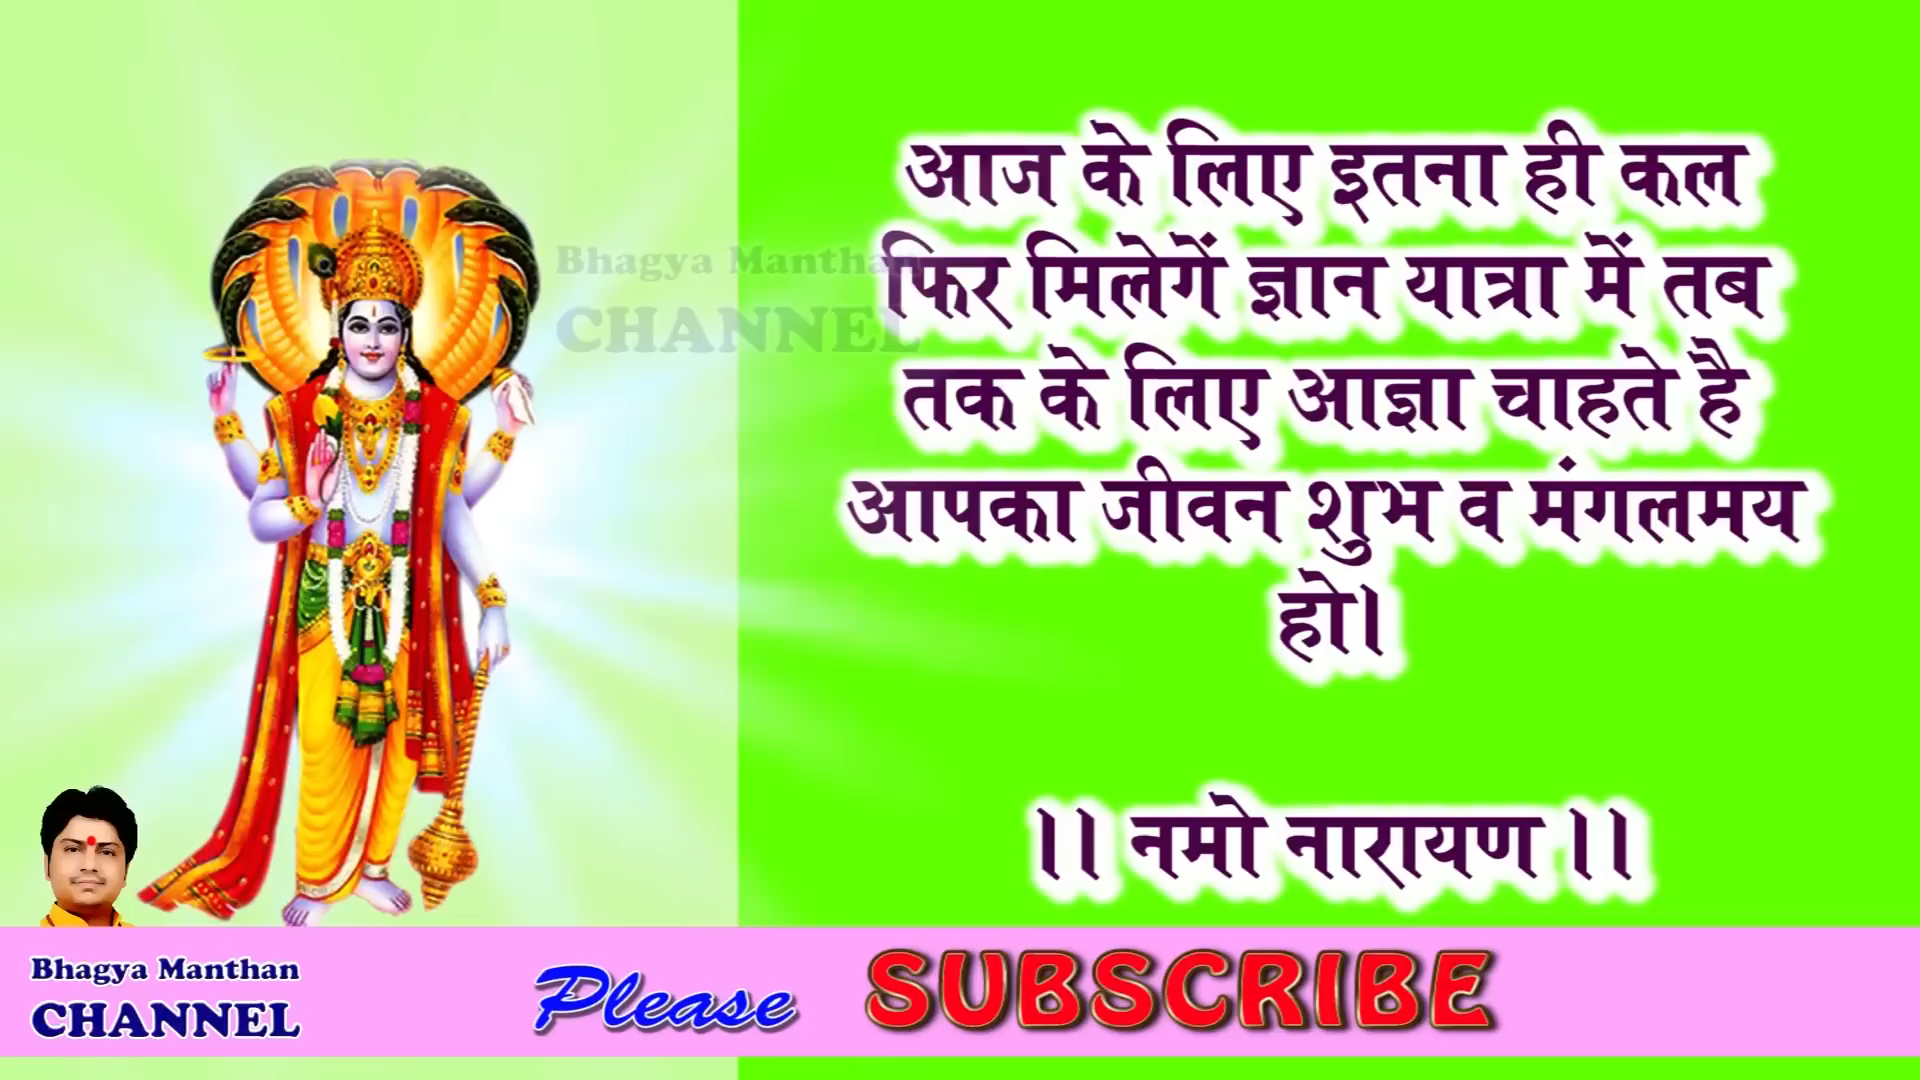 आज के लिए इतना ही कल
फिर मिलेगें ज्ञान यात्रा में तब
तक के लिए आज्ञा चाहते है
आपका जीवन शुभ व मंगलमय
हो।
।। नमो नारायण ।।
Bhagya Manthan
CHANNEL
Bhagya Manthan
CHANNEL
Please SUBSCRIBE